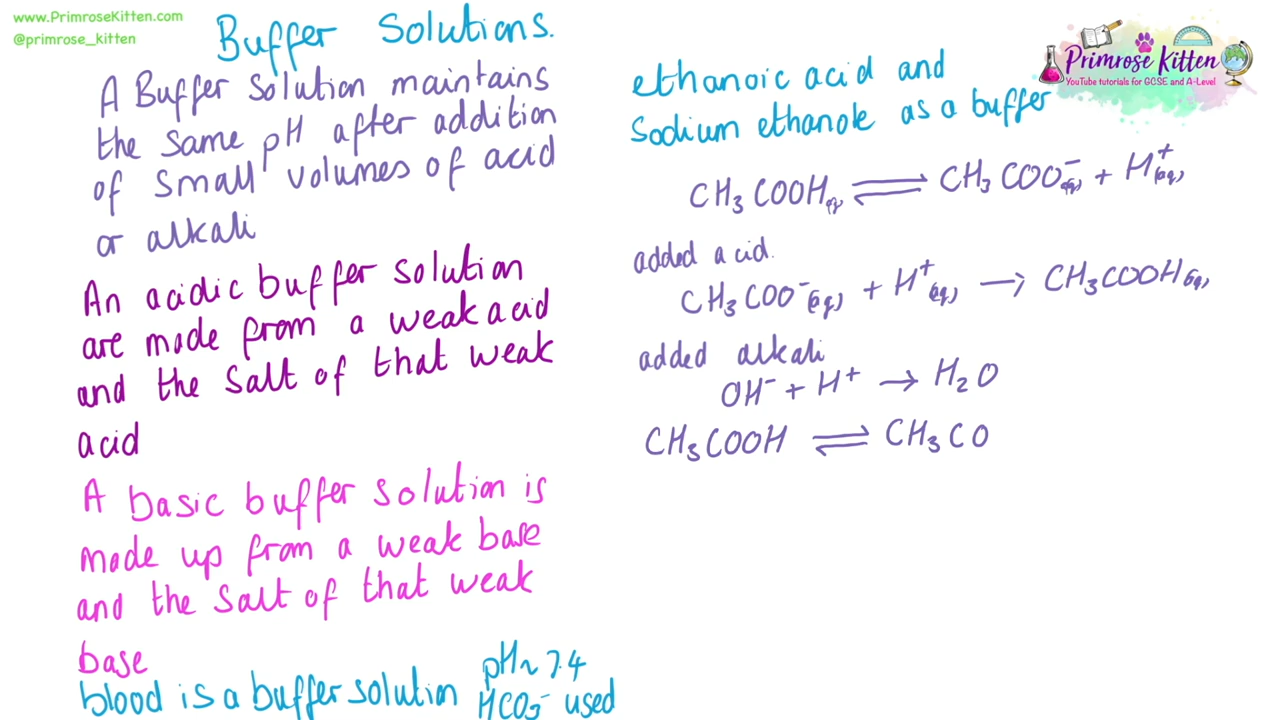 www.PrimroseKitten.com
@primrose_kitten
Buffer Solutions.
A Buffer Solution maintains
the same pH after addition
of small volumes of acid
or alkali
An acidic buffer solution
are made from a weak acid
and the salt of that weak
acid
A basic buffer solution is
made up from a weak base
and the salt of that weak
base
blood is a buffer solution pH ~ 7.4
HCO₃⁻ used
Primrose Kitten
YouTube tutorials for GCSE and A-Level
ethanoic acid and
Sodium ethanote as a buffer
CH₃COOH(aq) ⇌ CH₃COO⁻(aq) + H⁺(aq)
added acid.
CH₃COO⁻(aq) + H⁺(aq) → CH₃COOH(aq)
added alkali
OH⁻ + H⁺ → H₂O
CH₃COOH ⇌ CH₃CO